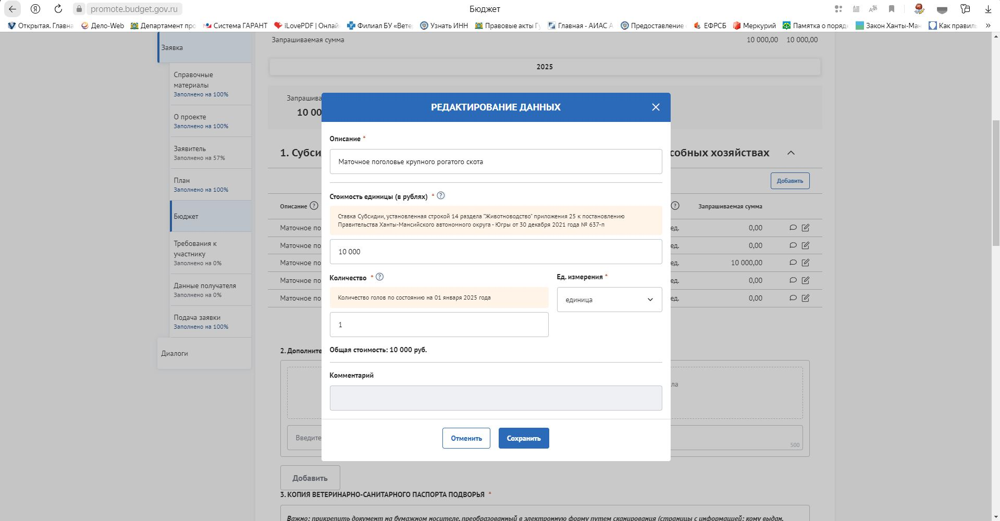 promote.budget.gov.ru
Бюджет
Открытая. Главна
Дело-Web
Департамент про
Система ГАРАНТ
iLovePDF | Онлай
Филиал БУ «Вете
Узнать ИНН
Правовые акты Гу
Главная - АИАС А
Предоставление
ЕФРСБ
Меркурий
Памятка о поряд
Закон Ханты-Ман
Как правиль
»
Заявка
Справочные
материалы
Заполнено на 100%
О проекте
Заполнено на 100%
Заявитель
Заполнено на 57%
План
Заполнено на 100%
Бюджет
Требования к
участнику
Заполнено на 0%
Данные получателя
Заполнено на 0%
Подача заявки
Заполнено на 100%
Диалоги
Запрашиваемая сумма 10 000,00 10 000,00
2025
Запрашива
10 00
1. Субси
собных хозяйствах
Добавить
Описание ?
? Запрашиваемая сумма
Маточное по ед. 0,00
Маточное по ед. 0,00
Маточное по ед. 10 000,00
Маточное по ед. 0,00
Маточное по ед. 0,00
2. Дополните
ла
Введите
500
Добавить
3. КОПИЯ ВЕТЕРИНАРНО-САНИТАРНОГО ПАСПОРТА ПОДВОРЬЯ *
Важно: прикрепить документ на бумажном носителе, преобразованный в электронную форму путем сканирования (страницы с информацией: кому выдан,
РЕДАКТИРОВАНИЕ ДАННЫХ
Описание *
Маточное поголовье крупного рогатого скота
Стоимость единицы (в рублях) * ?
Ставка Субсидии, установленная строкой 14 раздела "Животноводство" приложения 25 к постановлению
Правительства Ханты-Мансийского автономного округа - Югры от 30 декабря 2021 года № 637-п
10 000
Количество * ?
Количество голов по состоянию на 01 января 2025 года
1
Ед. измерения *
единица
Общая стоимость: 10 000 руб.
Комментарий
Отменить
Сохранить